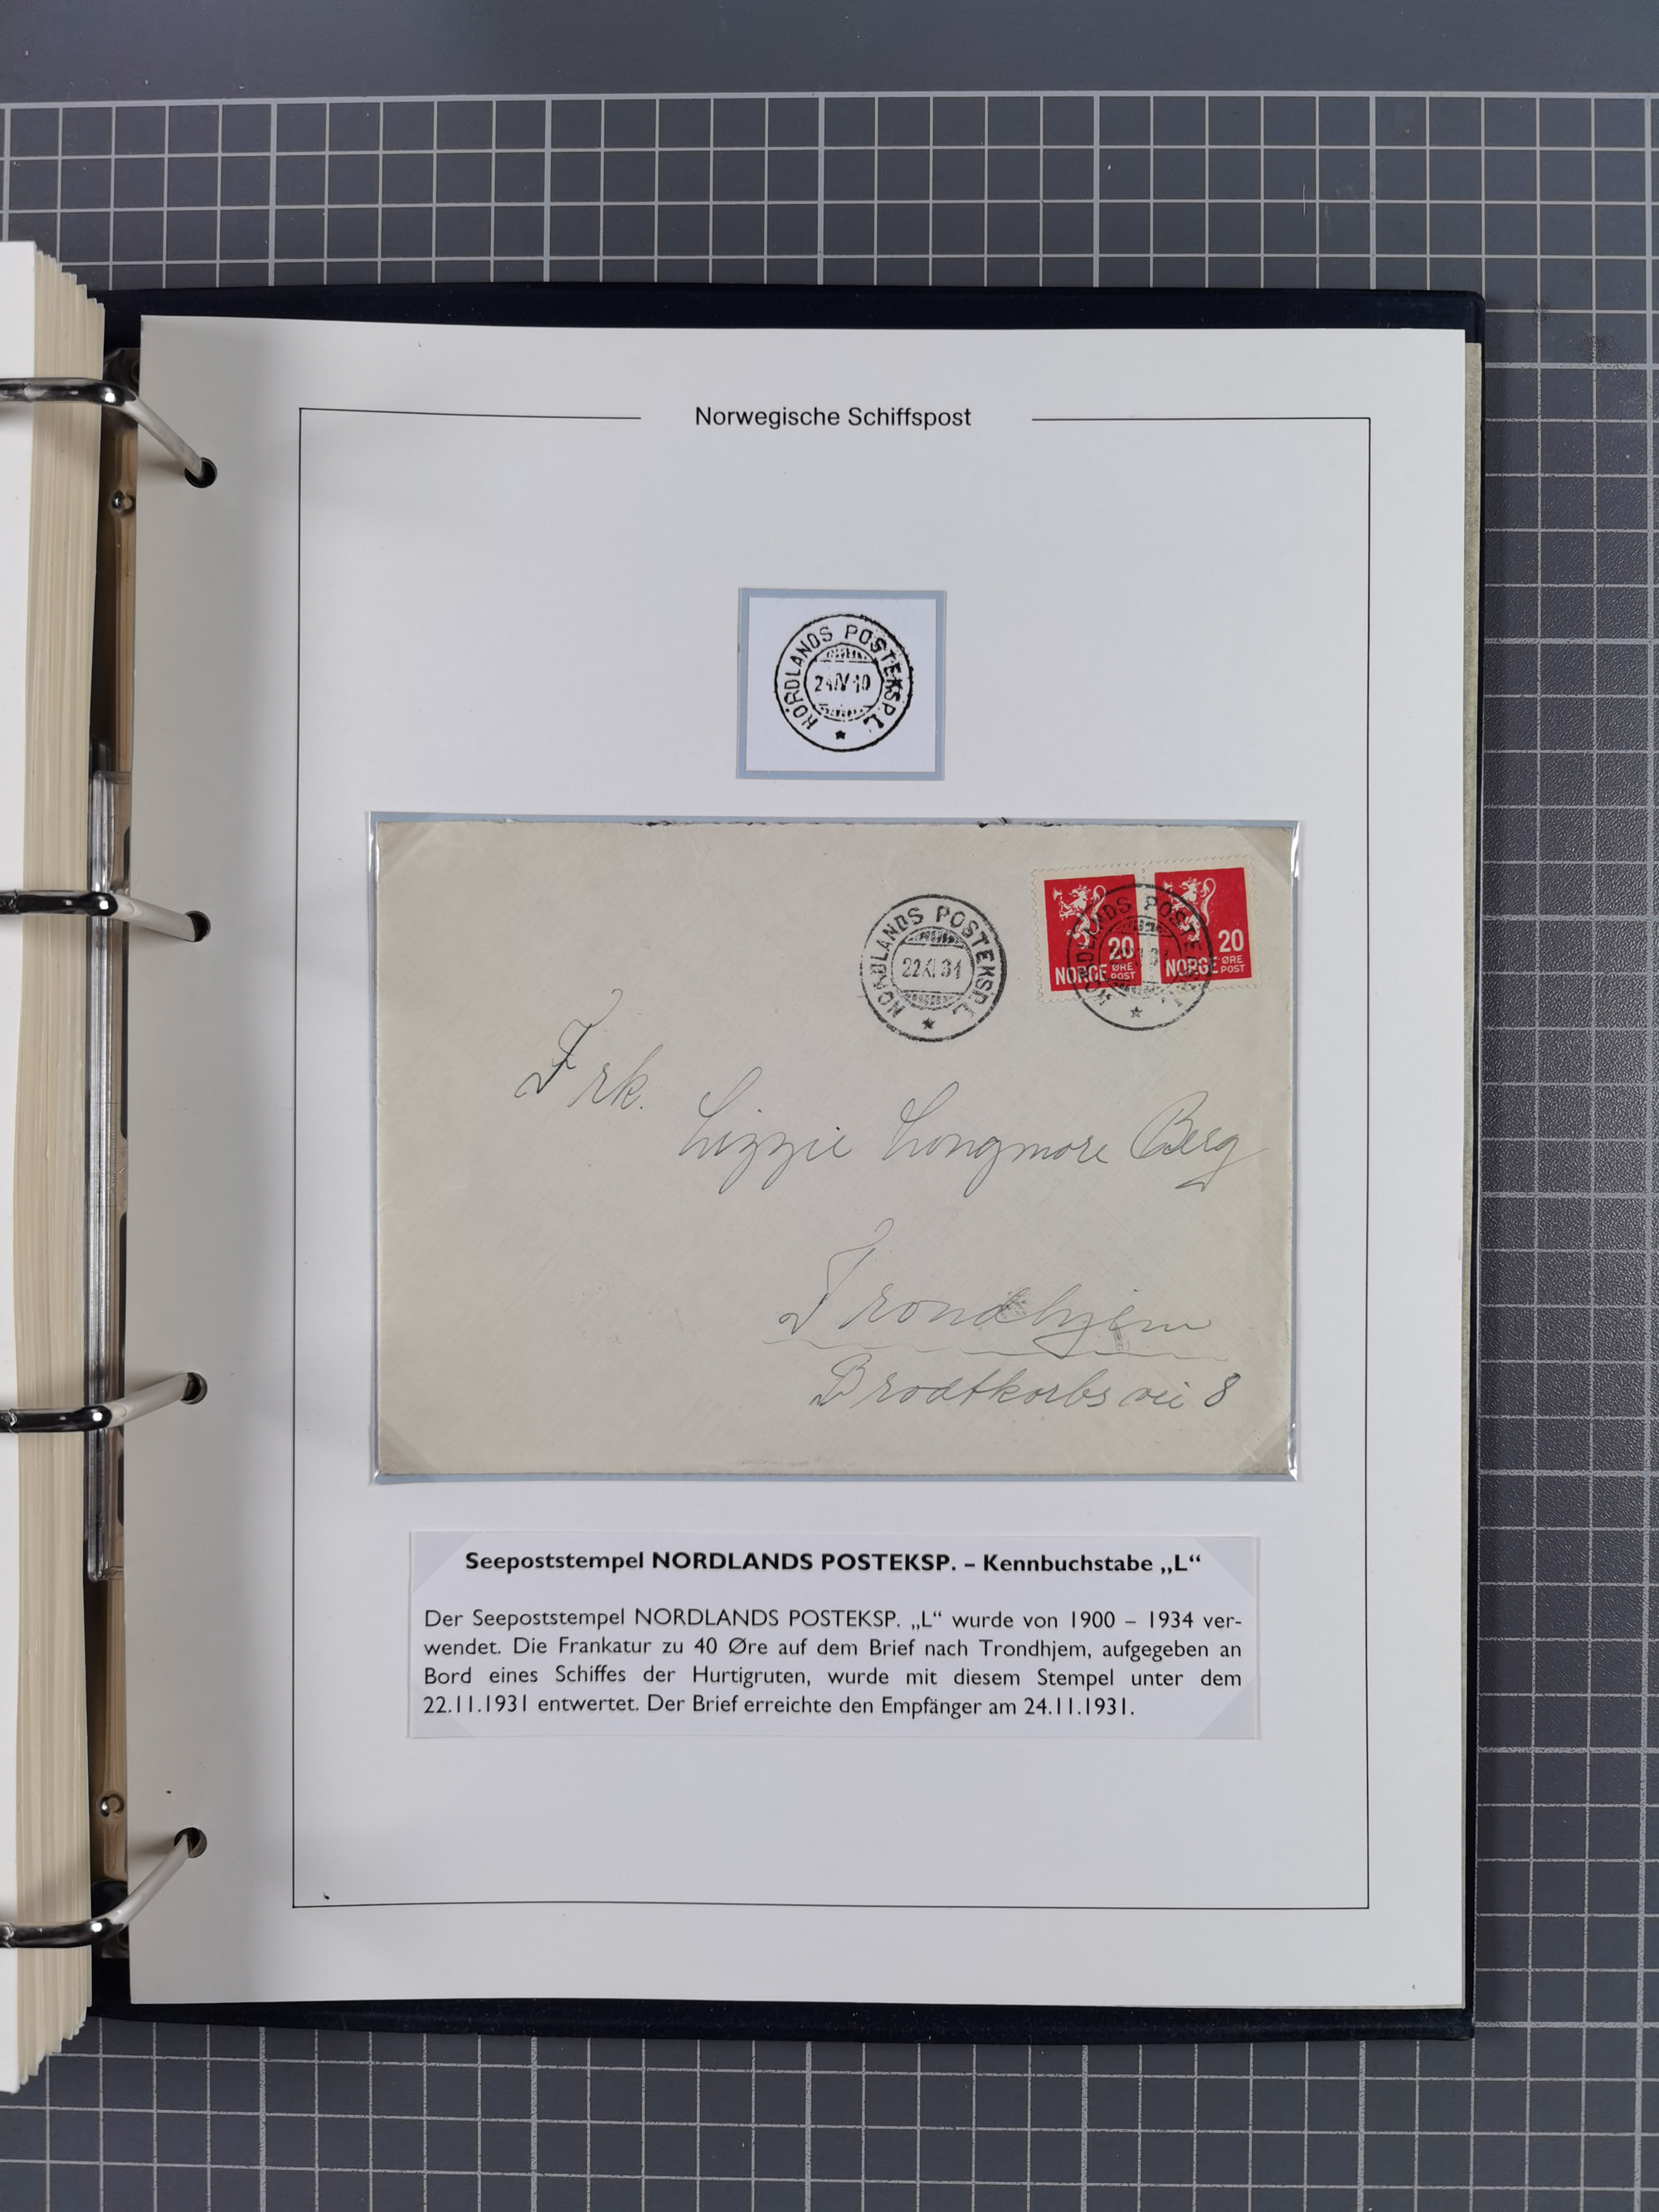 Norwegische Schiffspost
NORDLANDS POSTEKSP. L.
24 IV 10
NORDLANDS POSTEKSP. L.
22 XI 31
NORDLANDS POSTE
20 ØRE
NORGE POST
20 ØRE
NORGE POST
Frk.
Lizzie Longmore Berg
Trondhjem
Brodtkorbs vei 8
Seepoststempel NORDLANDS POSTEKSP. – Kennbuchstabe „L“
Der Seepoststempel NORDLANDS POSTEKSP. „L“ wurde von 1900 – 1934 ver-
wendet. Die Frankatur zu 40 Øre auf dem Brief nach Trondhjem, aufgegeben an
Bord eines Schiffes der Hurtigruten, wurde mit diesem Stempel unter dem
22.11.1931 entwertet. Der Brief erreichte den Empfänger am 24.11.1931.